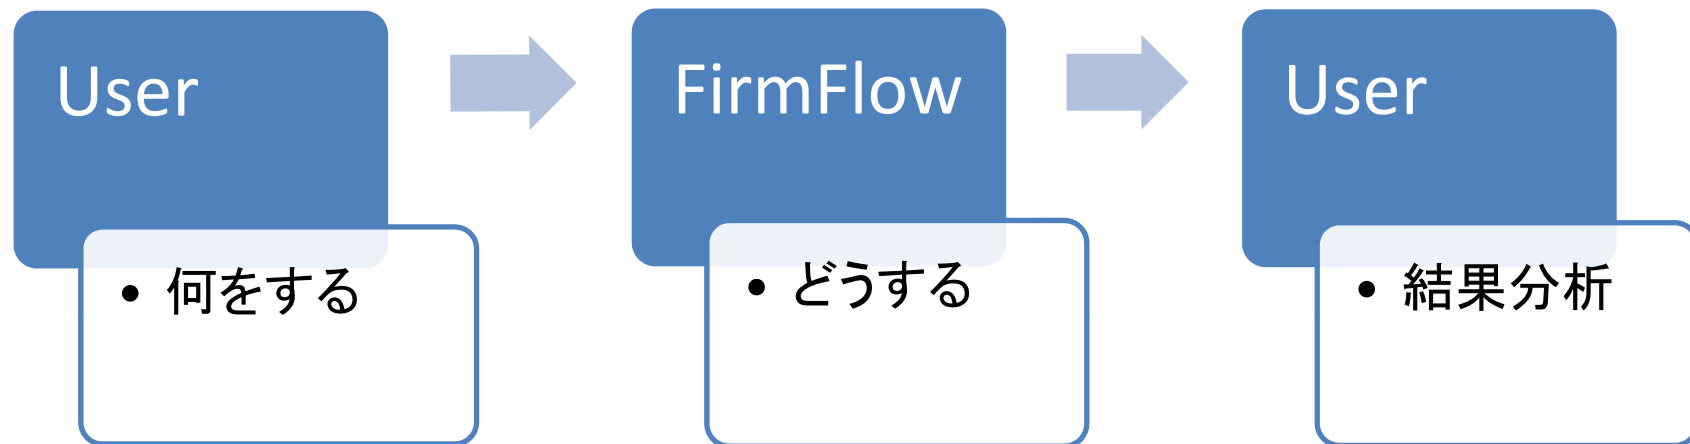 User
• 何をする
FirmFlow
• どうする
User
• 結果分析